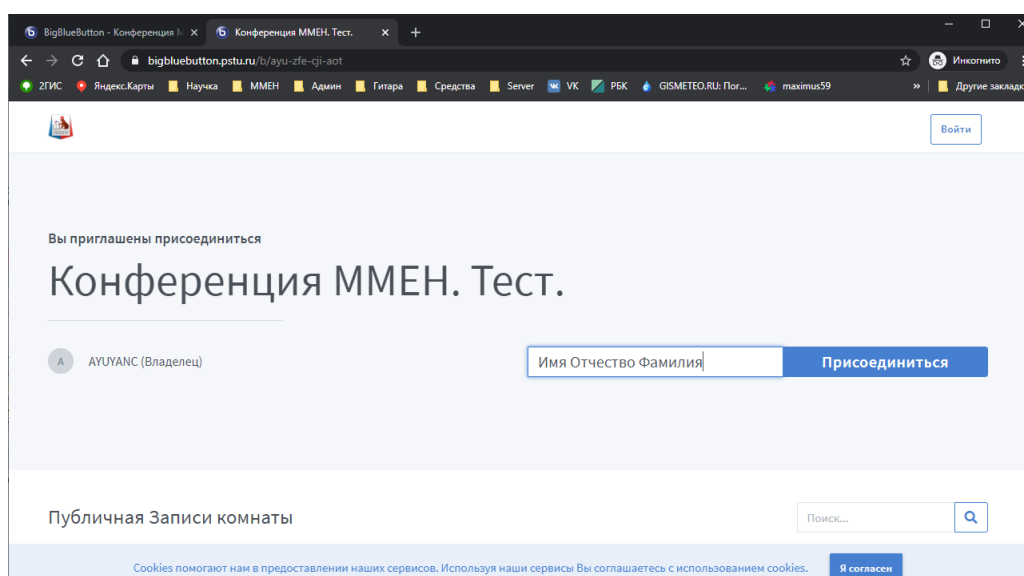 BigBlueButton - Конференция М
Конференция ММЕН. Тест.
bigbluebutton.pstu.ru/b/ayu-zfe-cji-aot
Инкогнито
2ГИС Яндекс.Карты Научка ММЕН Админ Гитара Средства Server VK РБК GISMETEO.RU: Пог... maximus59 » Другие закладк
Войти
Вы приглашены присоединиться
Конференция ММЕН. Тест.
A AYUYANC (Владелец)
Имя Отчество Фамилия
Присоединиться
Публичная Записи комнаты
Поиск...
Cookies помогают нам в предоставлении наших сервисов. Используя наши сервисы Вы соглашаетесь с использованием cookies.
Я согласен